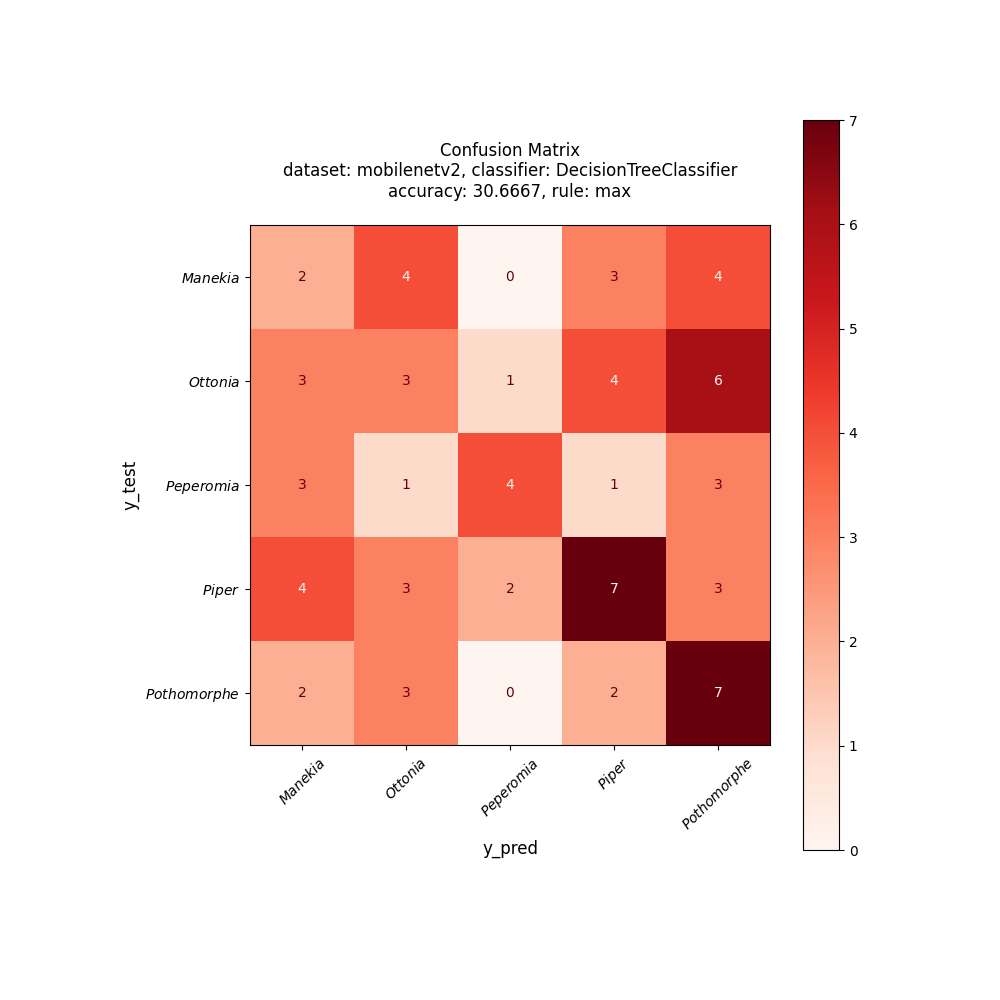 Confusion Matrix
dataset: mobilenetv2, classifier: DecisionTreeClassifier
accuracy: 30.6667, rule: max
Manekia 2 4 0 3 4
Ottonia 3 3 1 4 6
Peperomia 3 1 4 1 3
Piper 4 3 2 7 3
Pothomorphe 2 3 0 2 7
Manekia Ottonia Peperomia Piper Pothomorphe
y_pred
y_test
7
6
5
4
3
2
1
0